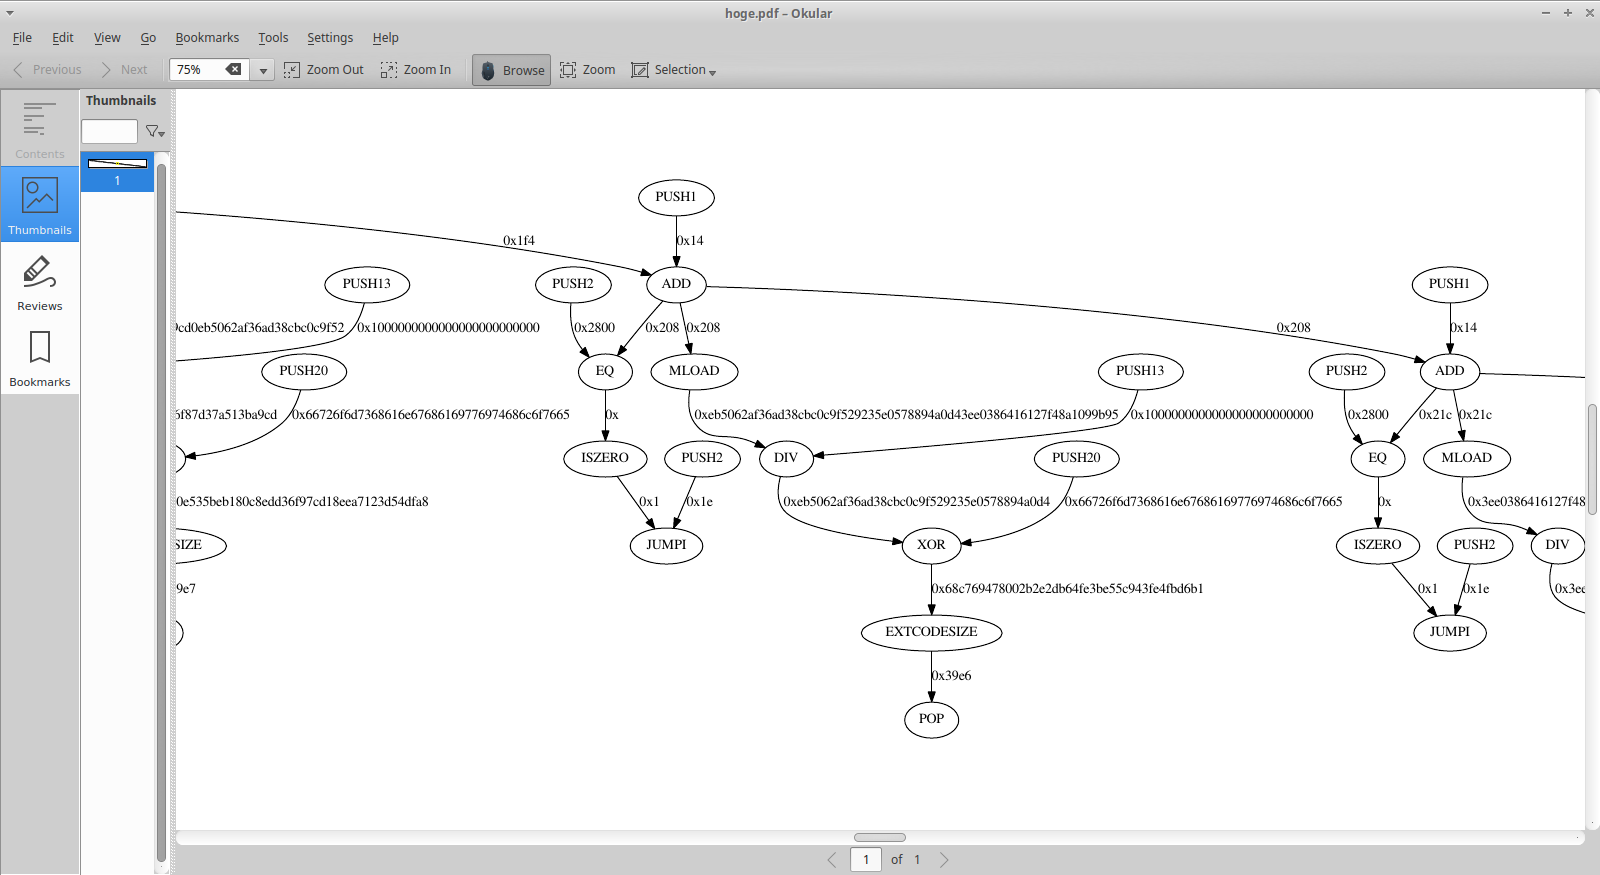 hoge.pdf – Okular
File Edit View Go Bookmarks Tools Settings Help
Previous Next 75% Zoom Out Zoom In Browse Zoom Selection
Thumbnails
Contents
1
Thumbnails
Reviews
Bookmarks
PUSH1
0x1f4 0x14
PUSH13 PUSH2 ADD PUSH1
9cd0eb5062af36ad38cbc0c9f52 0x10000000000000000000000000 0x2800 0x208 0x208 0x208 0x14
PUSH20 EQ MLOAD PUSH13 PUSH2 ADD
6f87d37a513ba9cd 0x66726f6d7368616e67686169776974686c6f7665 0x 0xeb5062af36ad38cbc0c9f529235e0578894a0d43ee0386416127f48a1099b95 0x10000000000000000000000000 0x2800 0x21c 0x21c
ISZERO PUSH2 DIV PUSH20 EQ MLOAD
0e535beb180c8edd36f97cd18eea7123d54dfa8 0x1 0x1e 0xeb5062af36ad38cbc0c9f529235e0578894a0d4 0x66726f6d7368616e67686169776974686c6f7665 0x 0x3ee0386416127f48
SIZE JUMPI XOR ISZERO PUSH2 DIV
9e7 0x68c769478002b2e2db64fe3be55c943fe4fbd6b1 0x1 0x1e 0x3ee
EXTCODESIZE JUMPI
0x39e6
POP
1 of 1